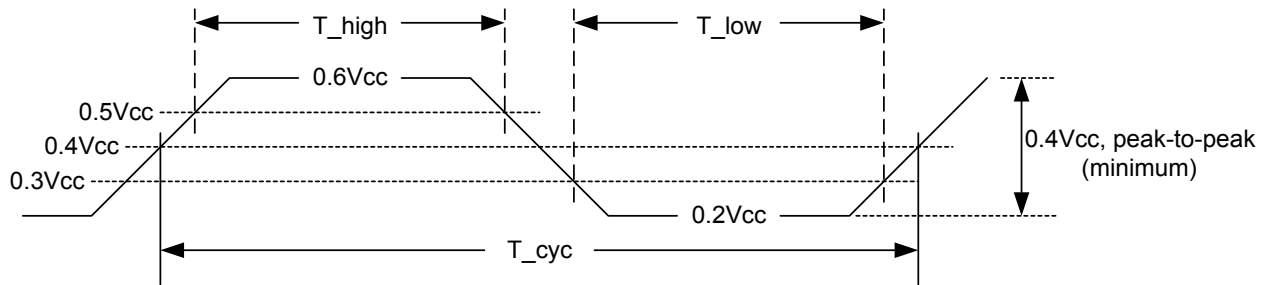 T_high
T_low
0.6Vcc
0.5Vcc
0.4Vcc
0.4Vcc, peak-to-peak
(minimum)
0.3Vcc
0.2Vcc
T_cyc